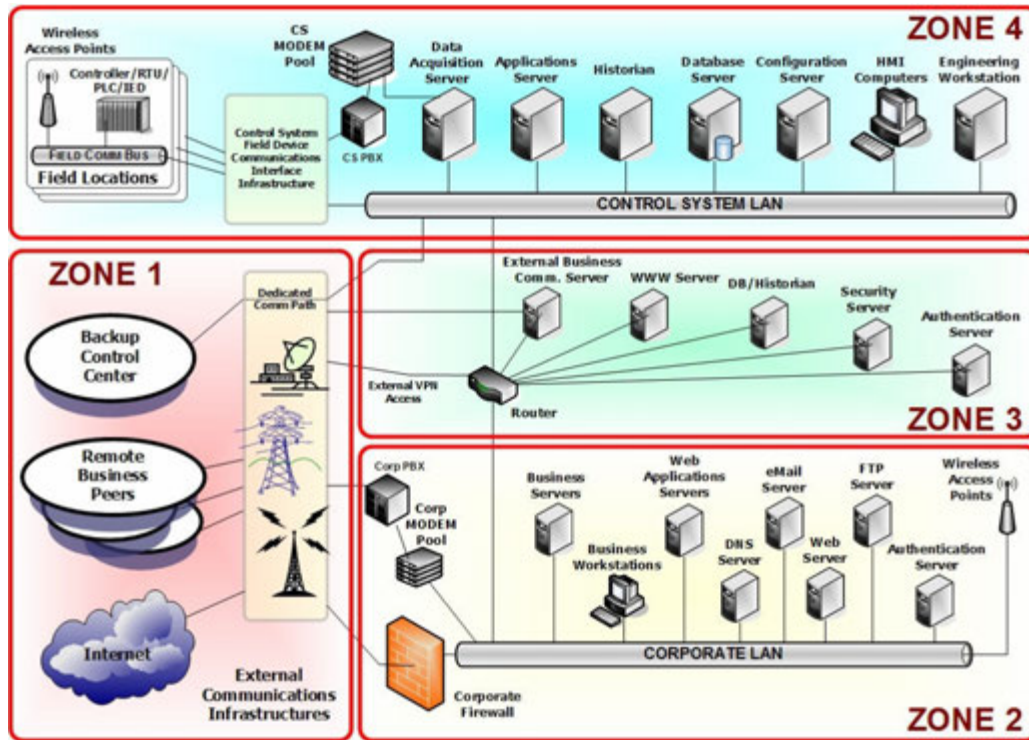 ZONE 4
Wireless
Access Points
Controller/RTU/
PLC/IED
FIELD COMM BUS
Field Locations
Control System
Field Device
Communications
Interface
Infrastructure
CS
MODEM
Pool
CS PBX
Data
Acquisition
Server
Applications
Server
Historian
Database
Server
Configuration
Server
HMI
Computers
Engineering
Workstation
CONTROL SYSTEM LAN
ZONE 1
Dedicated
Comm Path
Backup
Control
Center
Remote
Business
Peers
Internet
External
Communications
Infrastructures
External Business
Comm. Server
WWW Server
DB/Historian
Security
Server
Authentication
Server
External VPN
Access
Router
ZONE 3
Corp PBX
Corp
MODEM
Pool
Business
Servers
Business
Workstations
Web
Applications
Servers
DNS
Server
eMail
Server
Web
Server
FTP
Server
Authentication
Server
Wireless
Access
Points
CORPORATE LAN
Corporate
Firewall
ZONE 2